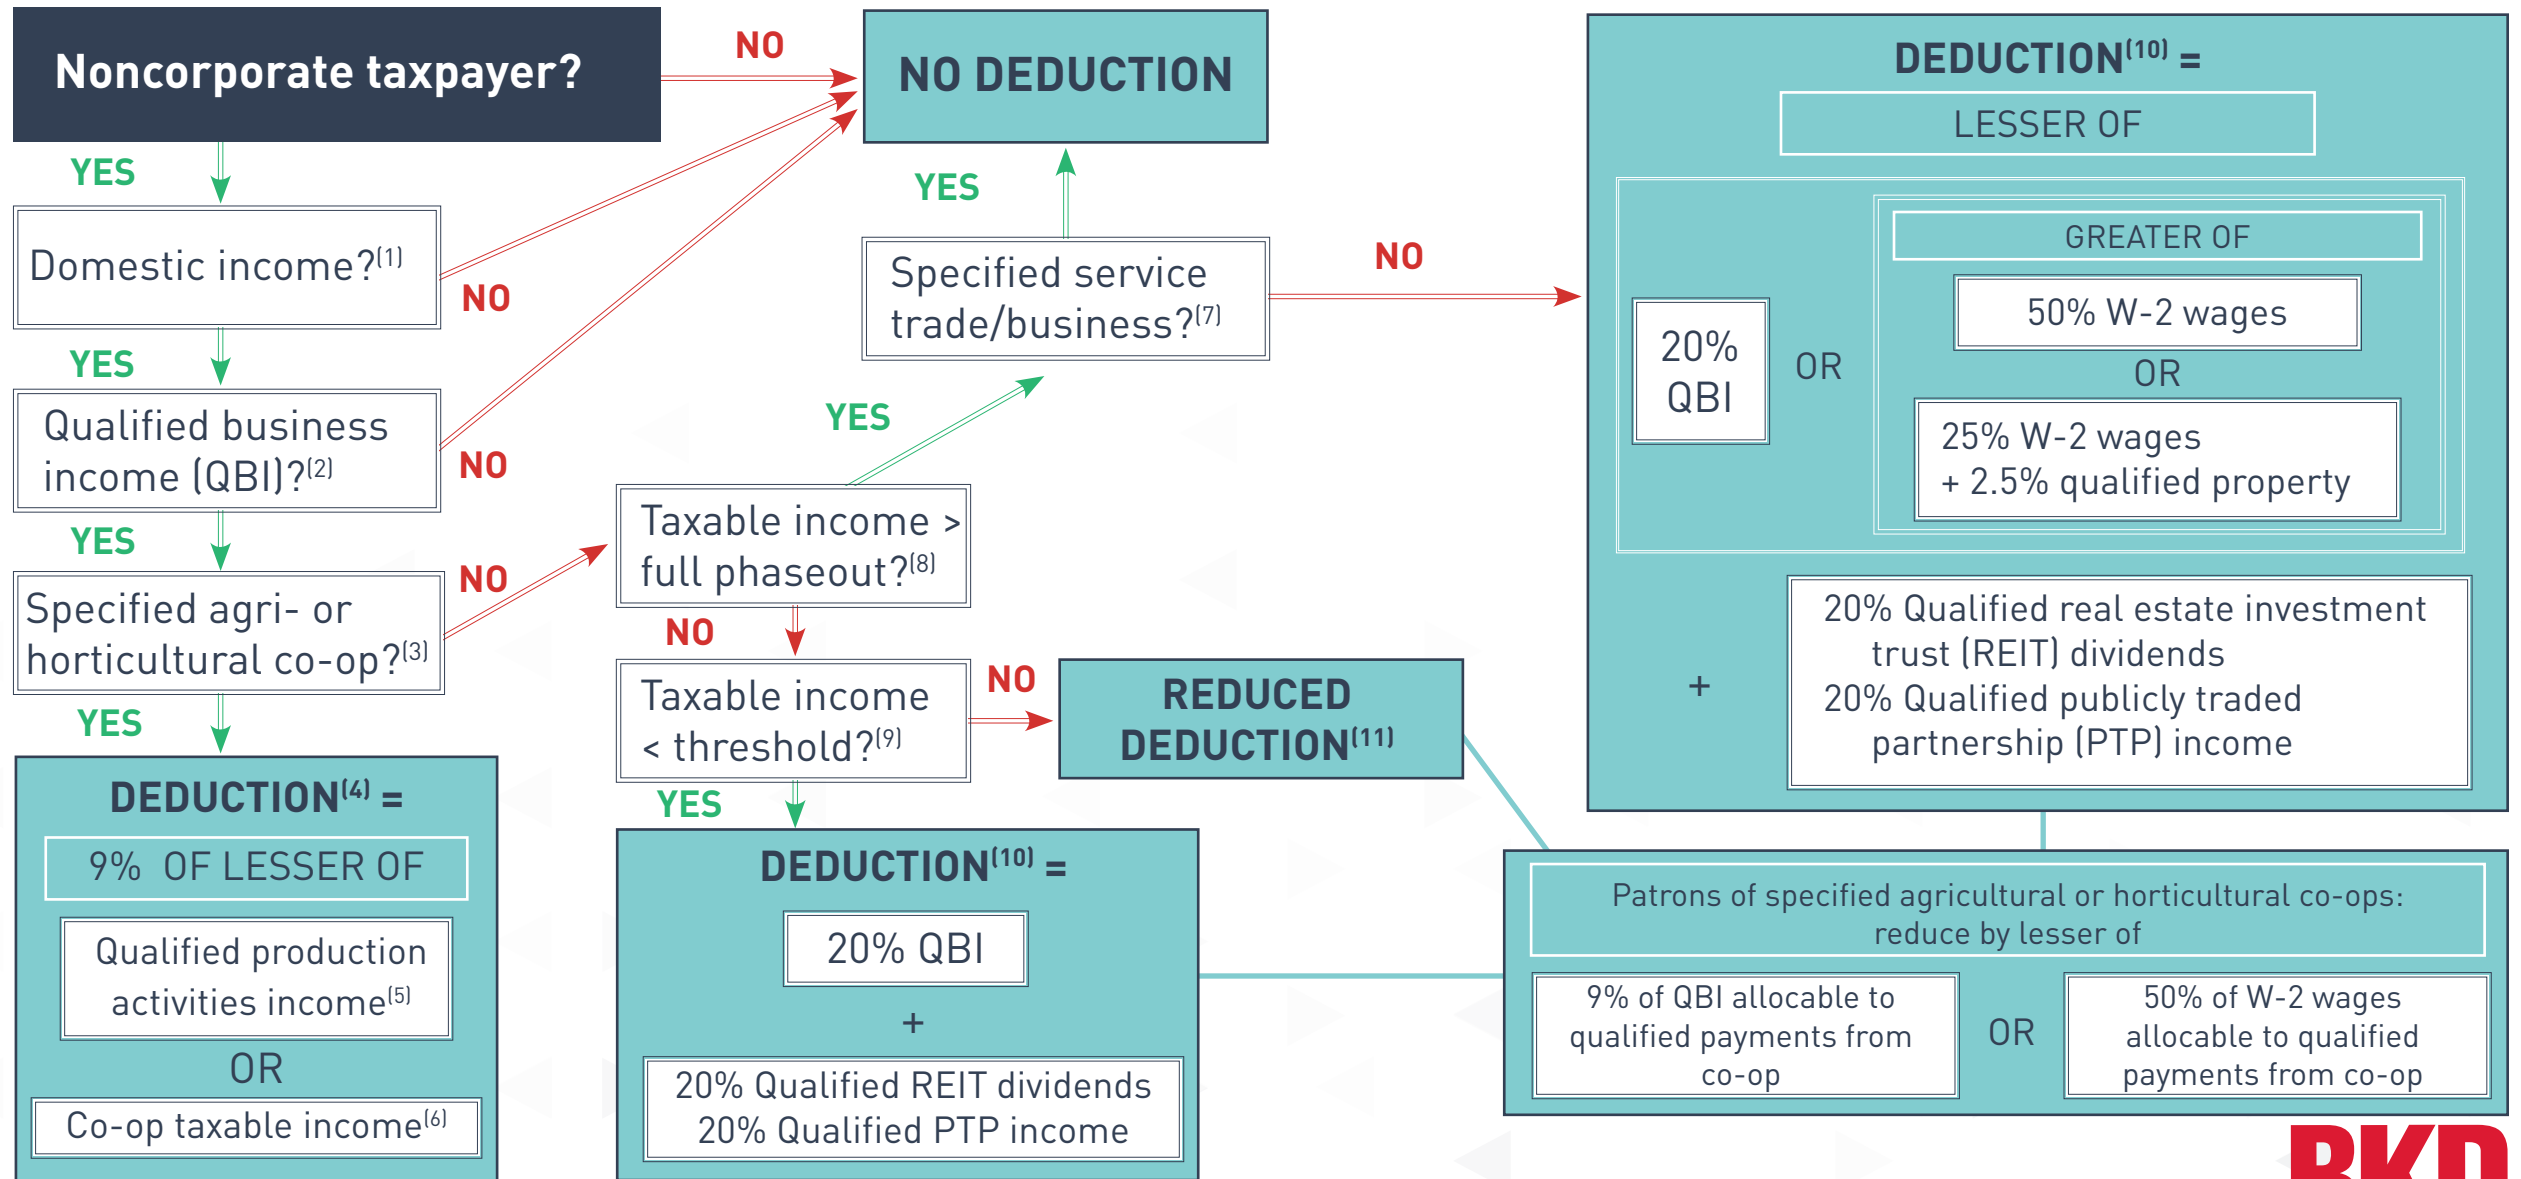 Noncorporate taxpayer?
NO
NO DEDUCTION
YES
Domestic income?(1)
NO
YES
Qualified business
income (QBI)?(2)
NO
YES
Specified agri- or
horticultural co-op?(3)
NO
YES
DEDUCTION(4) =
9% OF LESSER OF
Qualified production
activities income(5)
OR
Co-op taxable income(6)
YES
Specified service
trade/business?(7)
NO
YES
Taxable income >
full phaseout?(8)
NO
Taxable income
< threshold?(9)
NO
REDUCED
DEDUCTION(11)
YES
DEDUCTION(10) =
20% QBI
+
20% Qualified REIT dividends
20% Qualified PTP income
DEDUCTION(10) =
LESSER OF
20%
QBI
OR
GREATER OF
50% W-2 wages
OR
25% W-2 wages
+ 2.5% qualified property
+
20% Qualified real estate investment
trust (REIT) dividends
20% Qualified publicly traded
partnership (PTP) income
Patrons of specified agricultural or horticultural co-ops:
reduce by lesser of
9% of QBI allocable to
qualified payments from
co-op
OR
50% of W-2 wages
allocable to qualified
payments from co-op
BKD